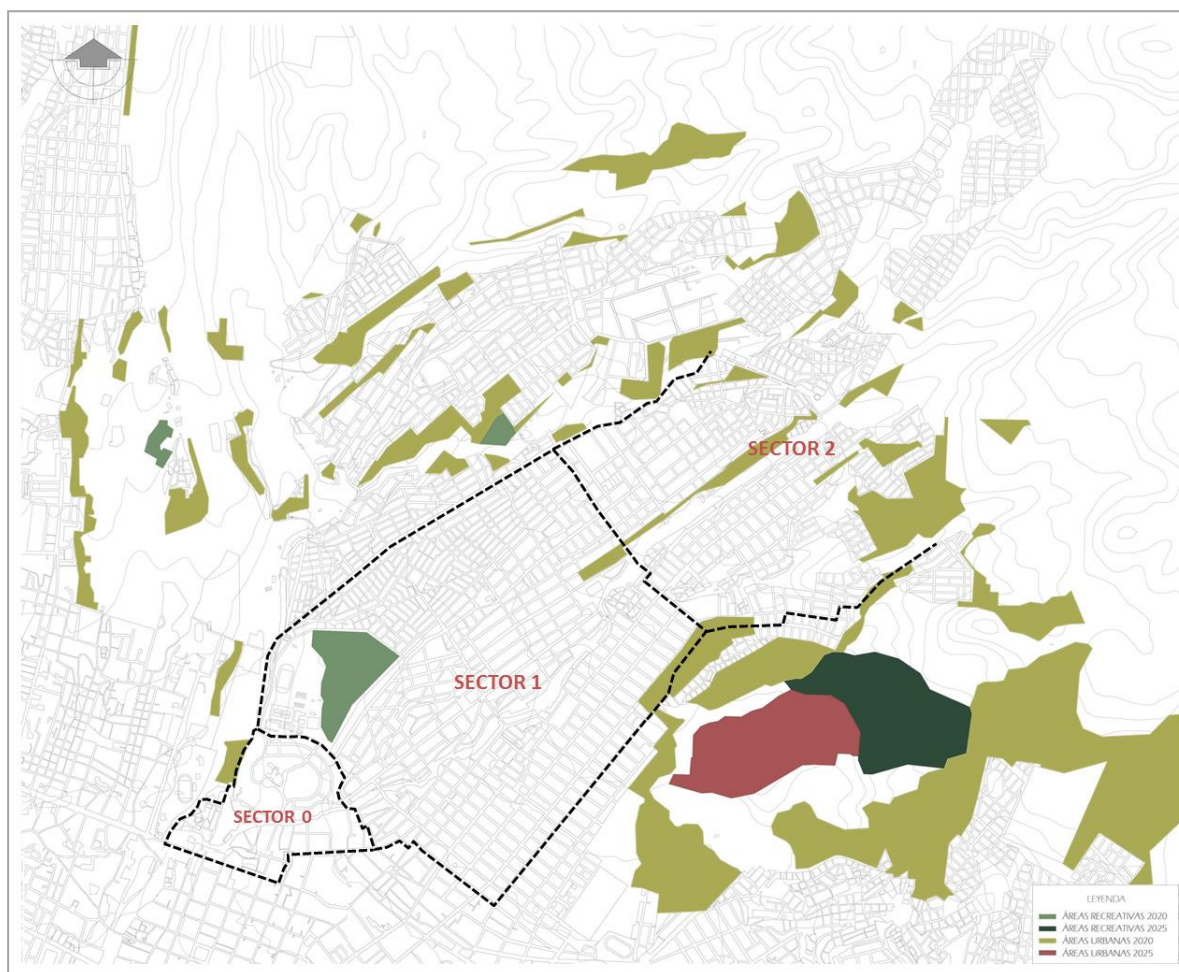 SECTOR 2
SECTOR 1
SECTOR 0
LEYENDA
ÁREAS RECREATIVAS 2020
ÁREAS RECREATIVAS 2025
ÁREAS URBANAS 2020
ÁREAS URBANAS 2025